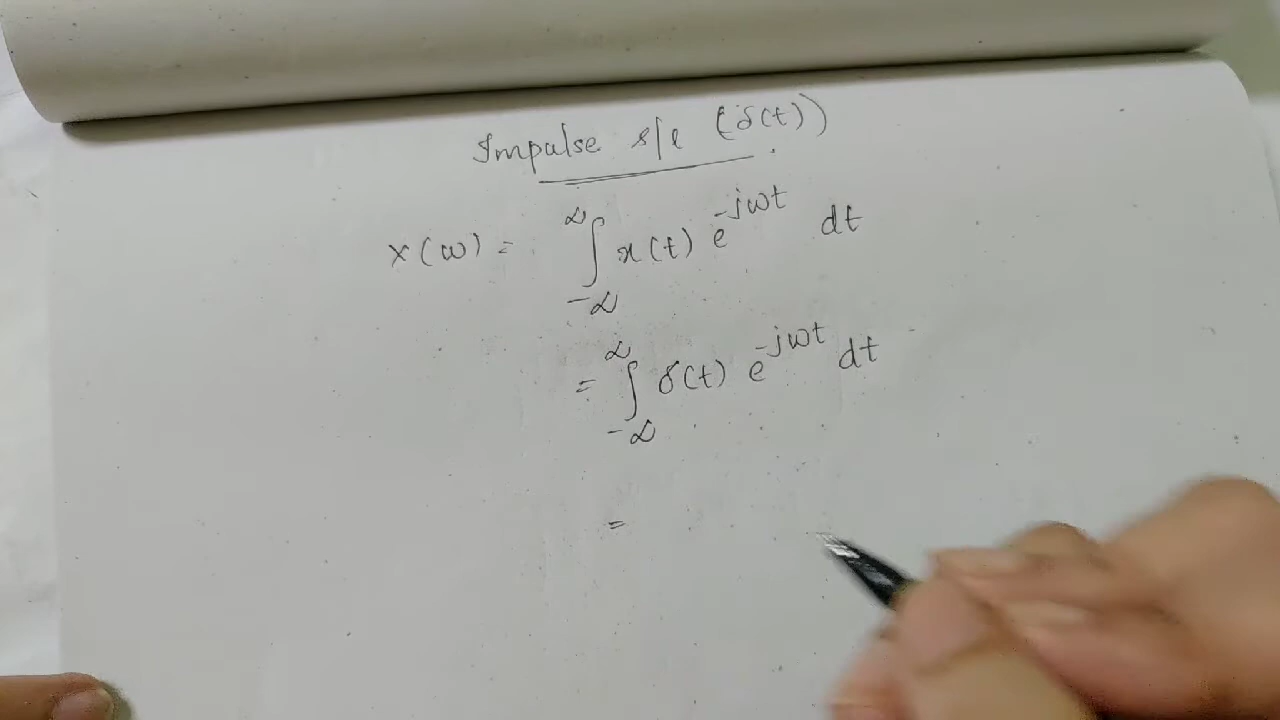 Impulse s/l (δ(t))
X(ω) = ∫_{-∞}^{∞} x(t) e^{-jωt} dt
= ∫_{-∞}^{∞} δ(t) e^{-jωt} dt
=